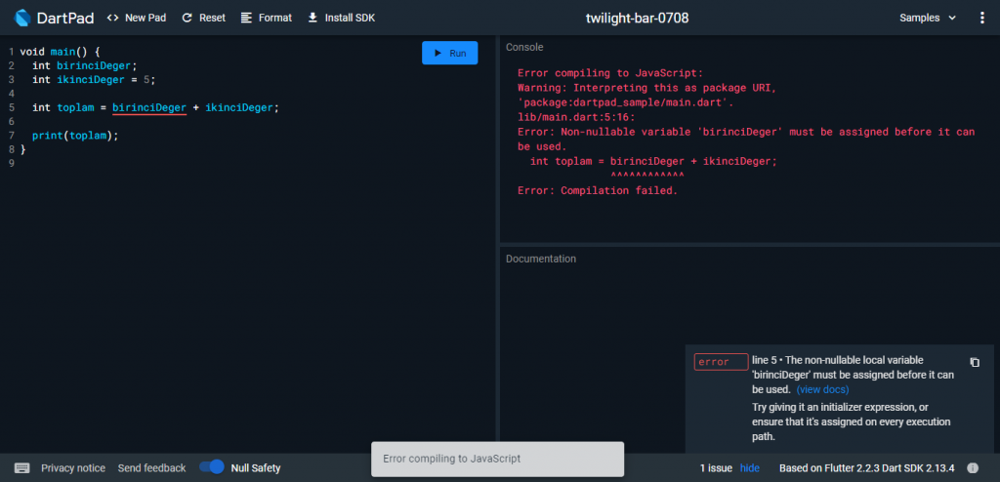 DartPad <> New Pad Reset Format Install SDK twilight-bar-0708 Samples
Run
1 void main() {
2 int birinciDeger;
3 int ikinciDeger = 5;
4
5 int toplam = birinciDeger + ikinciDeger;
6
7 print(toplam);
8 }
9
Console
Error compiling to JavaScript:
Warning: Interpreting this as package URI,
'package:dartpad_sample/main.dart'.
lib/main.dart:5:16:
Error: Non-nullable variable 'birinciDeger' must be assigned before it can
be used.
int toplam = birinciDeger + ikinciDeger;
^^^^^^^^^^^^
Error: Compilation failed.
Documentation
error line 5 • The non-nullable local variable
'birinciDeger' must be assigned before it can
be used. (view docs)
Try giving it an initializer expression, or
ensure that it's assigned on every execution
path.
Error compiling to JavaScript
Privacy notice Send feedback Null Safety 1 issue hide Based on Flutter 2.2.3 Dart SDK 2.13.4